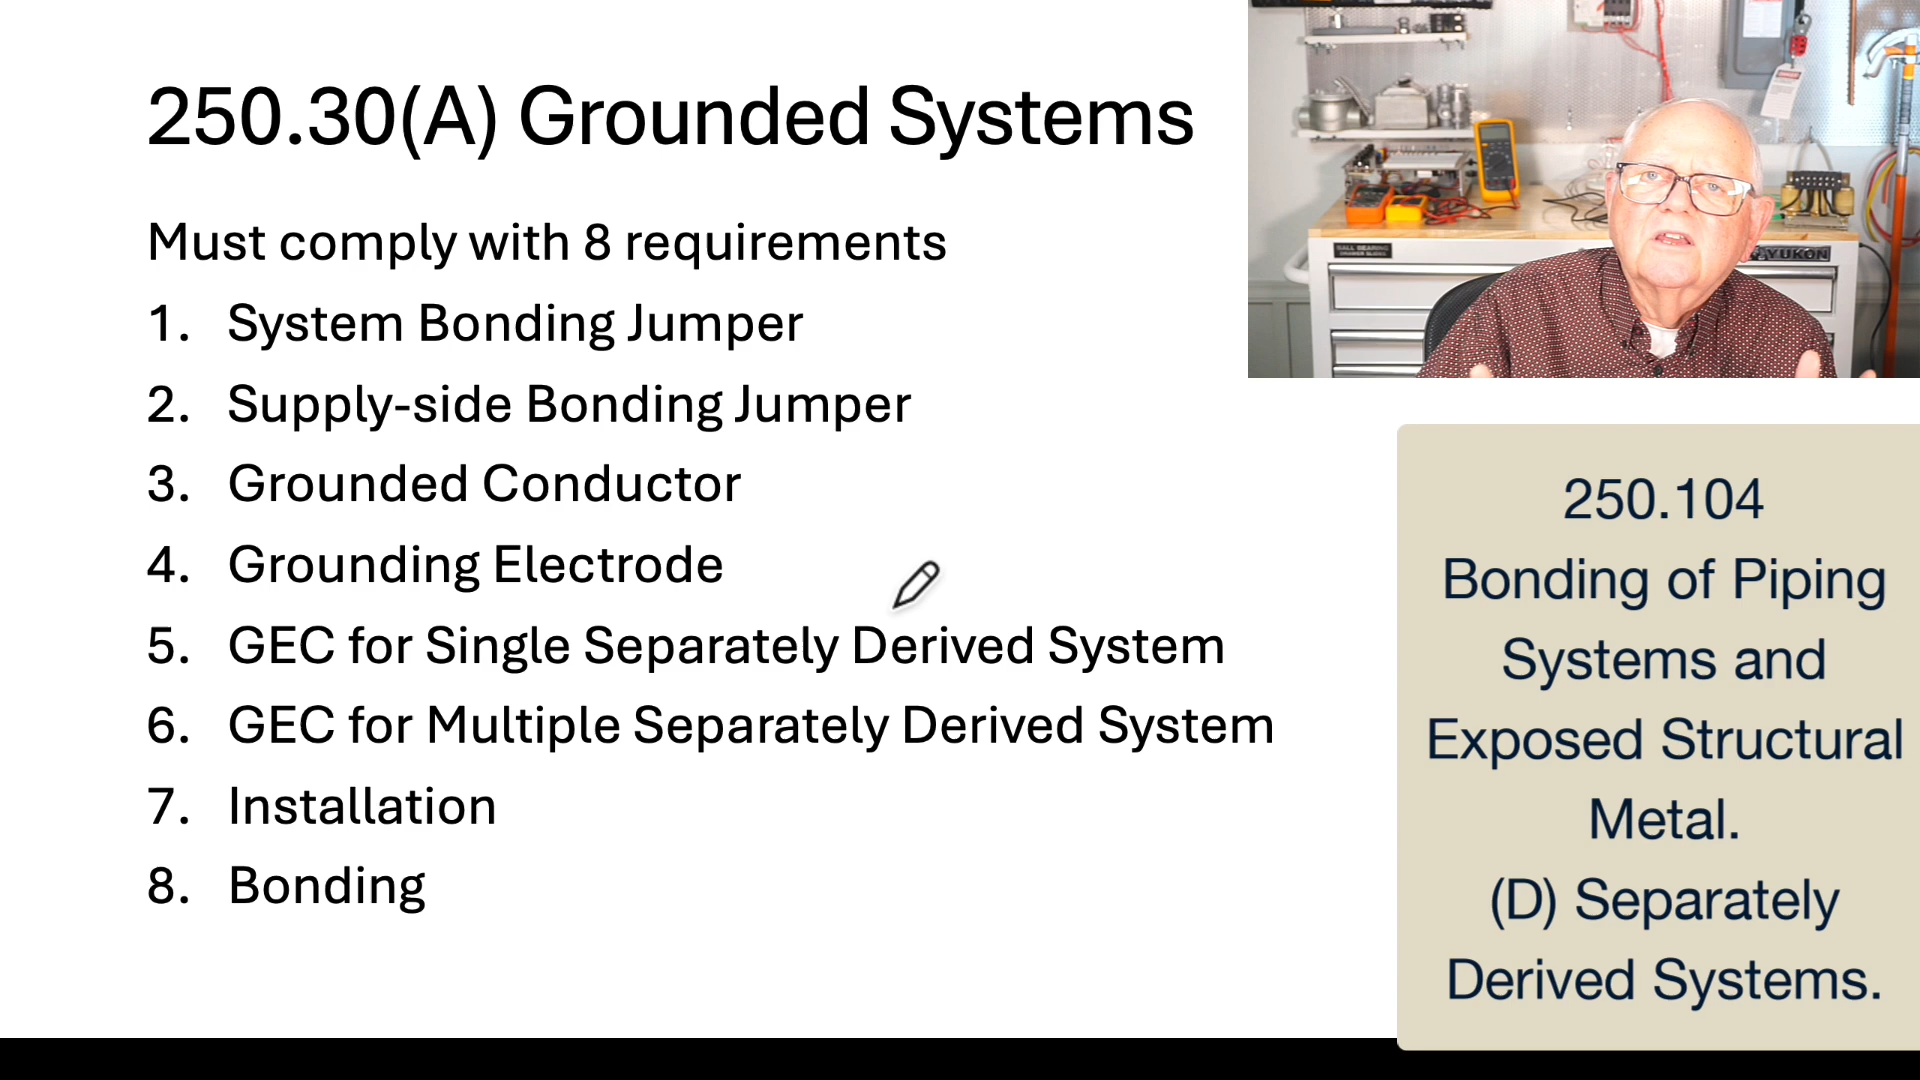 250.30(A) Grounded Systems
Must comply with 8 requirements
1. System Bonding Jumper
2. Supply-side Bonding Jumper
3. Grounded Conductor
4. Grounding Electrode
5. GEC for Single Separately Derived System
6. GEC for Multiple Separately Derived System
7. Installation
8. Bonding
YUKON
250.104
Bonding of Piping
Systems and
Exposed Structural
Metal.
(D) Separately
Derived Systems.